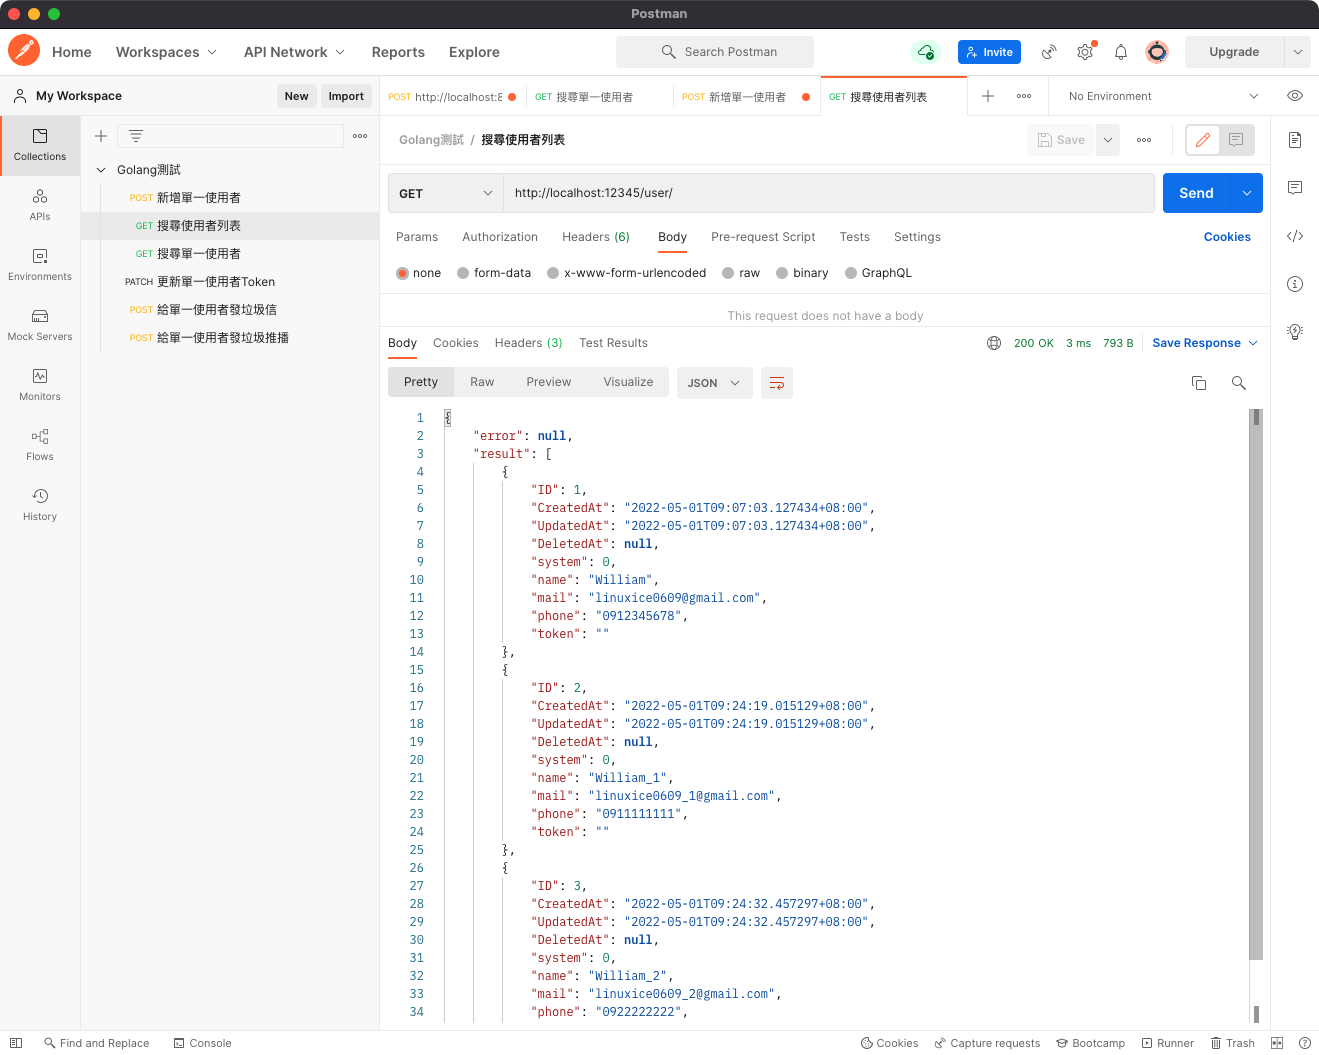 Postman
Home Workspaces API Network Reports Explore Search Postman Invite Upgrade
My Workspace New Import
POST http://localhost:8 GET 搜尋單一使用者 POST 新增單一使用者 GET 搜尋使用者列表 No Environment
Golang測試 / 搜尋使用者列表 Save
Collections
APIs
Environments
Mock Servers
Monitors
Flows
History
Golang測試
POST 新增單一使用者
GET 搜尋使用者列表
GET 搜尋單一使用者
PATCH 更新單一使用者Token
POST 給單一使用者發垃圾信
POST 給單一使用者發垃圾推播
GET http://localhost:12345/user/ Send
Params Authorization Headers (6) Body Pre-request Script Tests Settings Cookies
none form-data x-www-form-urlencoded raw binary GraphQL
This request does not have a body
Body Cookies Headers (3) Test Results 200 OK 3 ms 793 B Save Response
Pretty Raw Preview Visualize JSON
1 {
2 "error": null,
3 "result": [
4 {
5 "ID": 1,
6 "CreatedAt": "2022-05-01T09:07:03.127434+08:00",
7 "UpdatedAt": "2022-05-01T09:07:03.127434+08:00",
8 "DeletedAt": null,
9 "system": 0,
10 "name": "William",
11 "mail": "linuxice0609@gmail.com",
12 "phone": "0912345678",
13 "token": ""
14 },
15 {
16 "ID": 2,
17 "CreatedAt": "2022-05-01T09:24:19.015129+08:00",
18 "UpdatedAt": "2022-05-01T09:24:19.015129+08:00",
19 "DeletedAt": null,
20 "system": 0,
21 "name": "William_1",
22 "mail": "linuxice0609_1@gmail.com",
23 "phone": "0911111111",
24 "token": ""
25 },
26 {
27 "ID": 3,
28 "CreatedAt": "2022-05-01T09:24:32.457297+08:00",
29 "UpdatedAt": "2022-05-01T09:24:32.457297+08:00",
30 "DeletedAt": null,
31 "system": 0,
32 "name": "William_2",
33 "mail": "linuxice0609_2@gmail.com",
34 "phone": "0922222222",
Find and Replace Console Cookies Capture requests Bootcamp Runner Trash